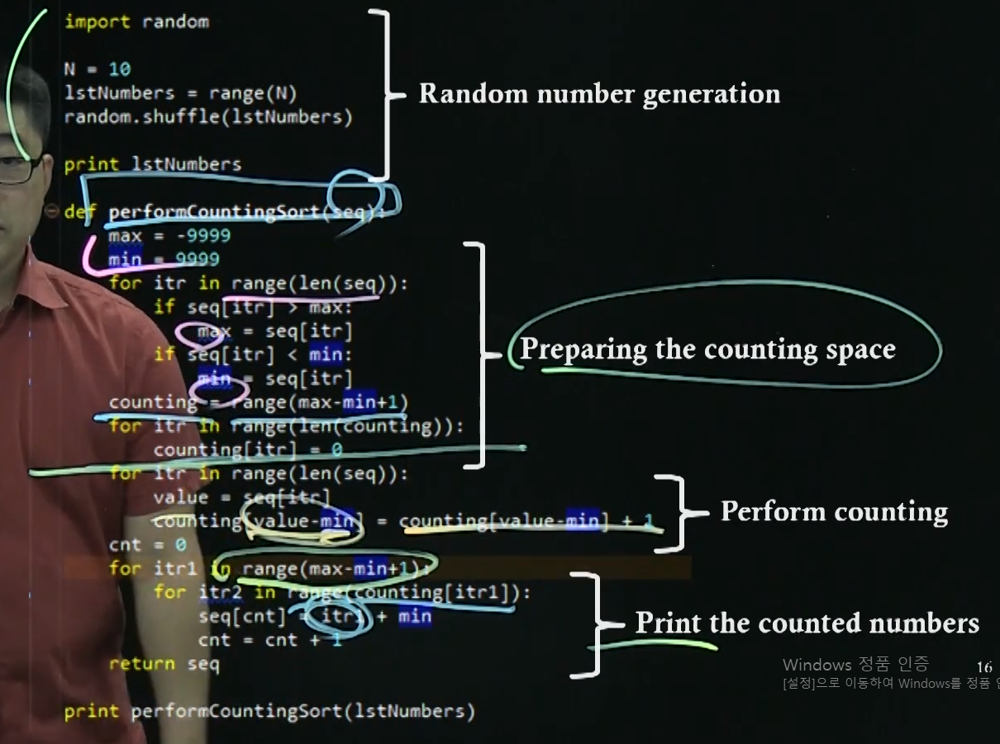 import random
N = 10
lstNumbers = range(N)
random.shuffle(lstNumbers)
print lstNumbers
Random number generation
def performCountingSort(seq):
max = -9999
min = 9999
for itr in range(len(seq)):
if seq[itr] > max:
max = seq[itr]
if seq[itr] < min:
min = seq[itr]
counting = range(max-min+1)
for itr in range(len(counting)):
counting[itr] = 0
Preparing the counting space
for itr in range(len(seq)):
value = seq[itr]
counting[value-min] = counting[value-min] + 1
Perform counting
cnt = 0
for itr1 in range(max-min+1):
for itr2 in range(counting[itr1]):
seq[cnt] = itr1 + min
cnt = cnt + 1
Print the counted numbers
return seq
print performCountingSort(lstNumbers)
Windows 정품 인증
16
[설정]으로 이동하여 Windows를 정품